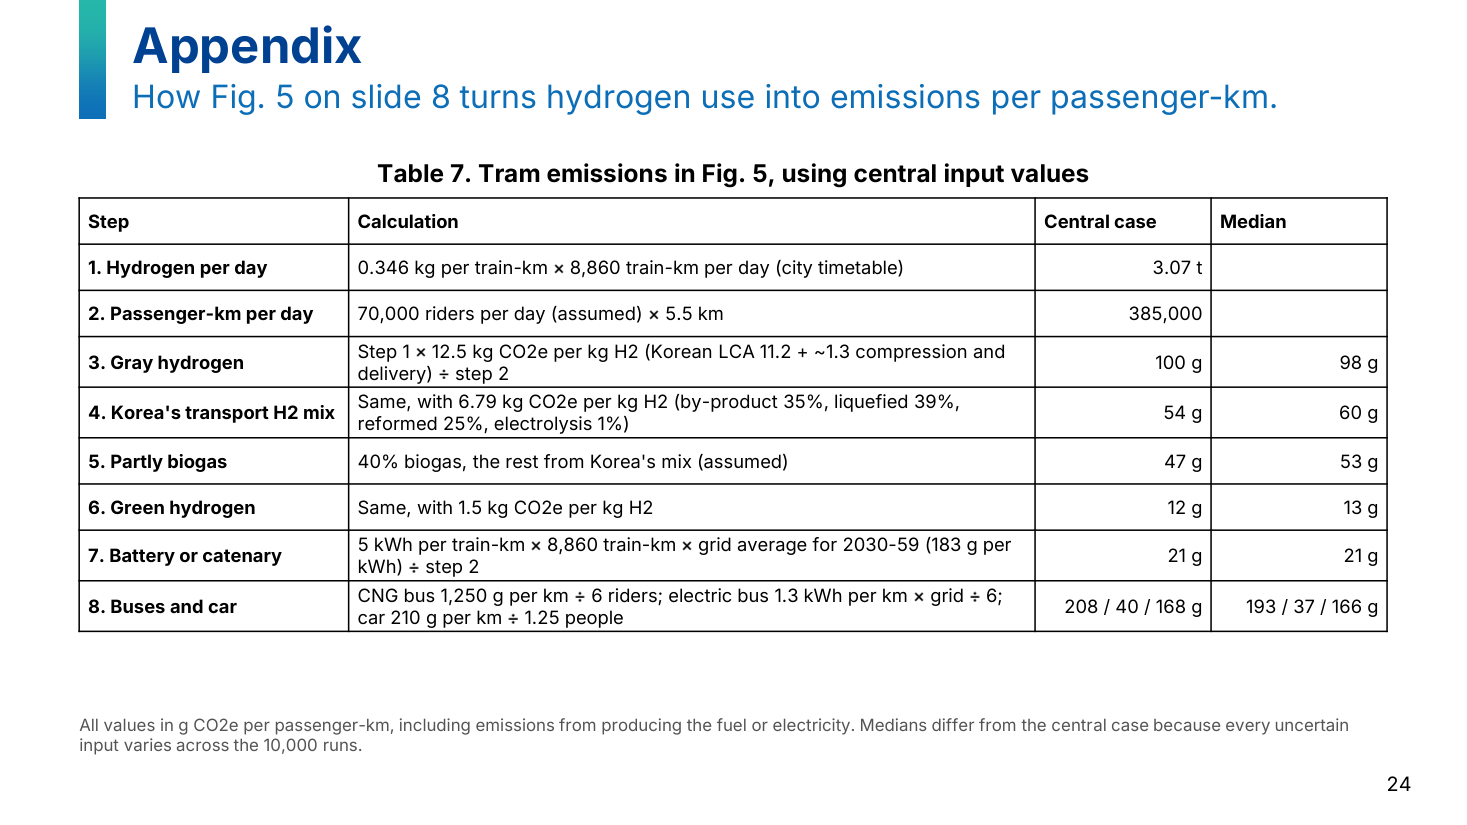 Appendix
How Fig. 5 on slide 8 turns hydrogen use into emissions per passenger-km.
Table 7. Tram emissions in Fig. 5, using central input values
Step Calculation Central case Median
1. Hydrogen per day 0.346 kg per train-km × 8,860 train-km per day (city timetable) 3.07 t
2. Passenger-km per day 70,000 riders per day (assumed) × 5.5 km 385,000
3. Gray hydrogen Step 1 × 12.5 kg CO2e per kg H2 (Korean LCA 11.2 + ~1.3 compression and
delivery) ÷ step 2 100 g 98 g
4. Korea's transport H2 mix Same, with 6.79 kg CO2e per kg H2 (by-product 35%, liquefied 39%,
reformed 25%, electrolysis 1%) 54 g 60 g
5. Partly biogas 40% biogas, the rest from Korea's mix (assumed) 47 g 53 g
6. Green hydrogen Same, with 1.5 kg CO2e per kg H2 12 g 13 g
7. Battery or catenary 5 kWh per train-km × 8,860 train-km × grid average for 2030-59 (183 g per
kWh) ÷ step 2 21 g 21 g
8. Buses and car CNG bus 1,250 g per km ÷ 6 riders; electric bus 1.3 kWh per km × grid ÷ 6;
car 210 g per km ÷ 1.25 people 208 / 40 / 168 g 193 / 37 / 166 g
All values in g CO2e per passenger-km, including emissions from producing the fuel or electricity. Medians differ from the central case because every uncertain
input varies across the 10,000 runs.
24